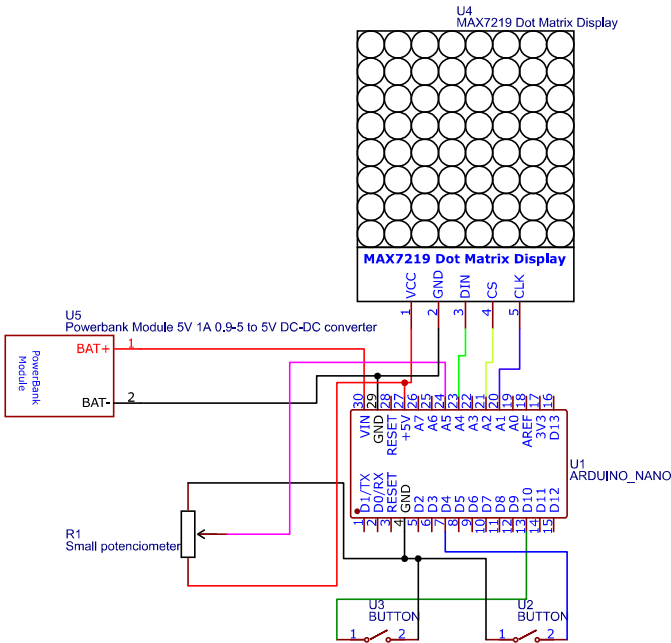 U4
MAX7219 Dot Matrix Display
MAX7219 Dot Matrix Display
VCC
GND
DIN
CS
CLK
1
2
3
4
5
U5
Powerbank Module 5V 1A 0.9-5 to 5V DC-DC converter
PowerBank
Module
BAT+
1
BAT-
2
30
29
28
27
26
25
24
23
22
21
20
19
18
17
16
VIN
GND
RESET
+5V
A7
A6
A5
A4
A3
A2
A1
A0
AREF
3V3
D13
U1
ARDUINO_NANO
D1/TX
D0/RX
RESET
GND
D2
D3
D4
D5
D6
D7
D8
D9
D10
D11
D12
1
2
3
4
5
6
7
8
9
10
11
12
13
14
15
R1
Small potenciometer
U3
BUTTON
1
2
U2
BUTTON
1
2